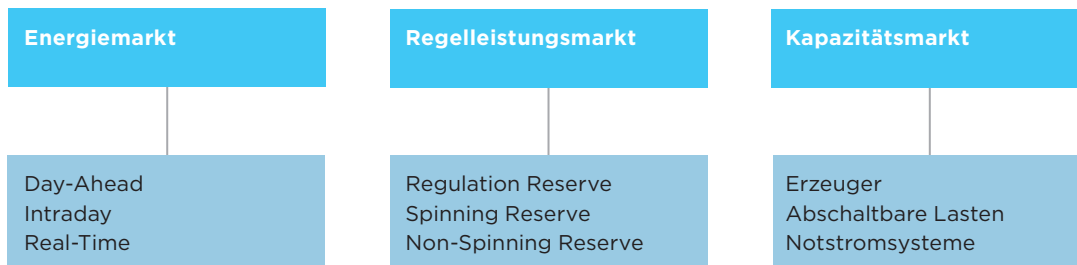 Energiemarkt
Day-Ahead
Intraday
Real-Time
Regelleistungsmarkt
Regulation Reserve
Spinning Reserve
Non-Spinning Reserve
Kapazitätsmarkt
Erzeuger
Abschaltbare Lasten
Notstromsysteme